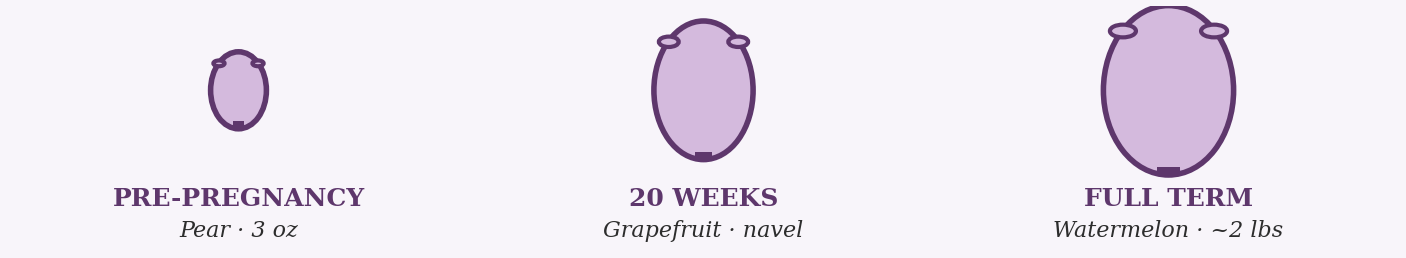 PRE-PREGNANCY
Pear · 3 oz
20 WEEKS
Grapefruit · navel
FULL TERM
Watermelon · ~2 lbs